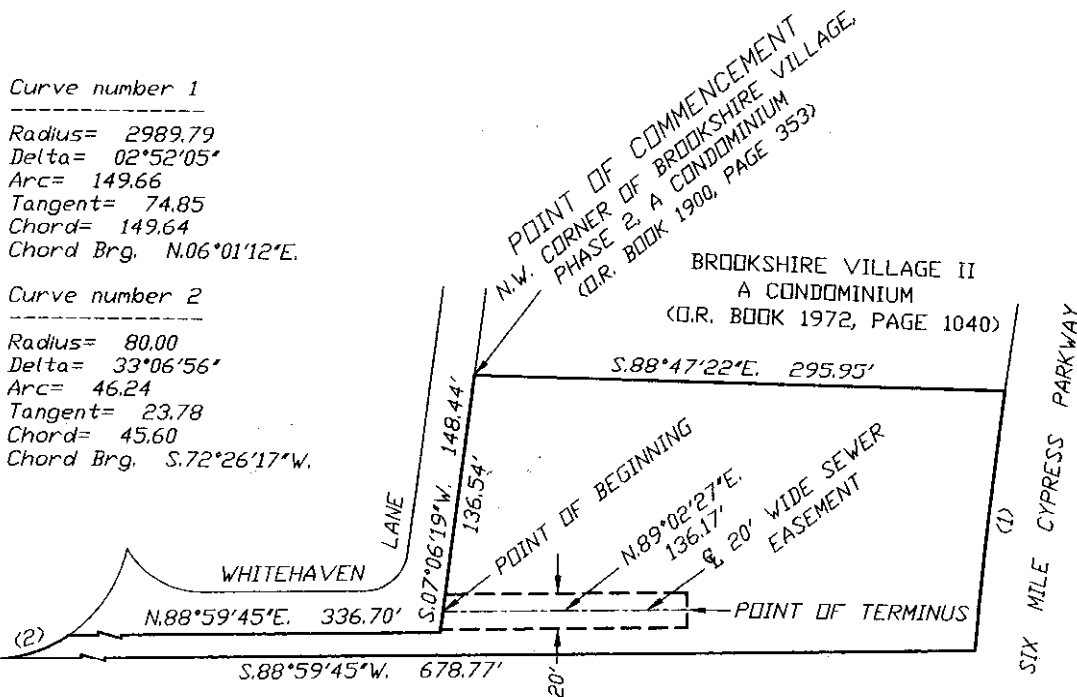 Curve number 1
Radius= 2989.79
Delta= 02°52'05"
Arc= 149.66
Tangent= 74.85
Chord= 149.64
Chord Brg. N.06°01'12"E.
Curve number 2
Radius= 80.00
Delta= 33°06'56"
Arc= 46.24
Tangent= 23.78
Chord= 45.60
Chord Brg. S.72°26'17"W.
POINT OF COMMENCEMENT
N.W. CORNER OF BROOKSHIRE VILLAGE,
PHASE 2, A CONDOMINIUM
(O.R. BOOK 1900, PAGE 353)
BROOKSHIRE VILLAGE II
A CONDOMINIUM
(O.R. BOOK 1972, PAGE 1040)
S.88°47'22"E. 295.95'
S.07°06'19"W. 148.44'
136.54'
POINT OF BEGINNING
N.89°02'27"E.
136.17'
℄ 20' WIDE SEWER
EASEMENT
(1)
SIX MILE CYPRESS PARKWAY
LANE
WHITEHAVEN
N.88°59'45"E. 336.70'
POINT OF TERMINUS
(2)
S.88°59'45"W. 678.77'
20'